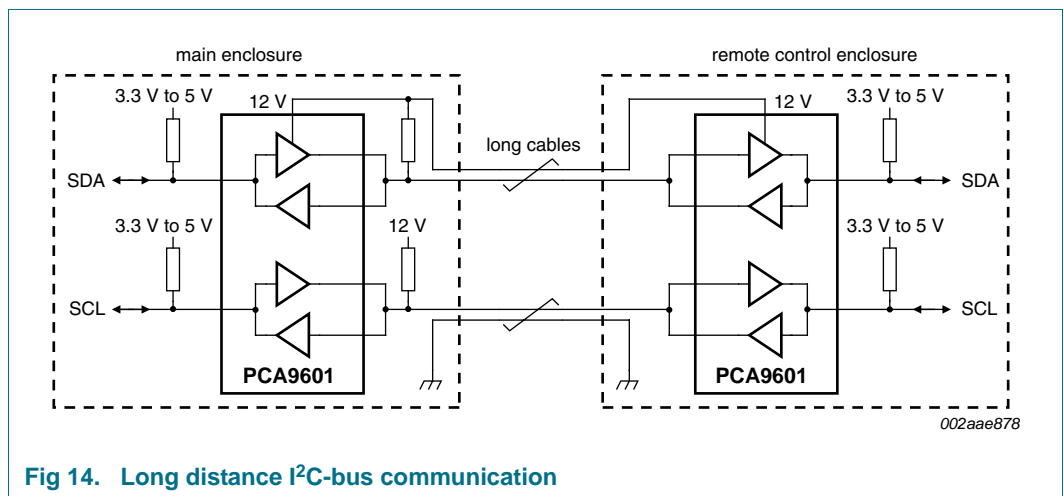 main enclosure
remote control enclosure
3.3 V to 5 V
12 V
12 V
3.3 V to 5 V
long cables
SDA
SDA
3.3 V to 5 V
12 V
3.3 V to 5 V
SCL
SCL
PCA9601
PCA9601
002aae878
Fig 14. Long distance I²C-bus communication